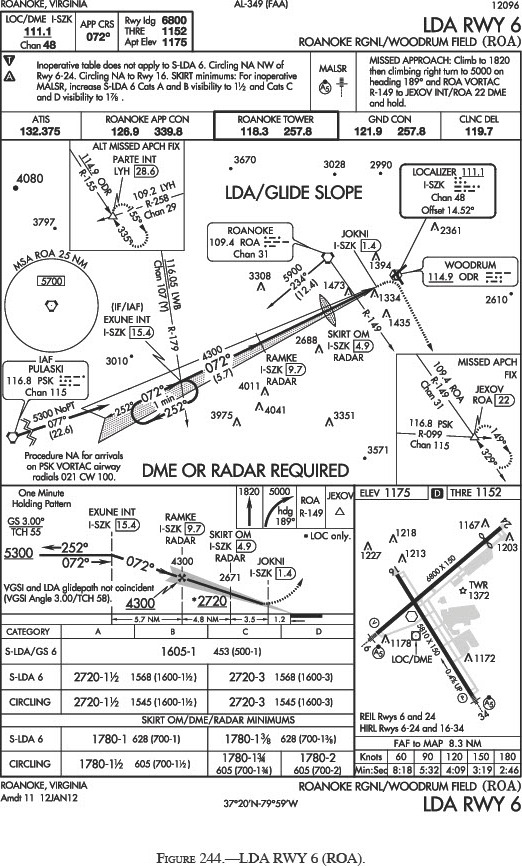 ROANOKE, VIRGINIA
AL-349 (FAA)
12096
LOC/DME I-SZK
111.1
Chan 48
APP CRS
072°
Rwy ldg 6800
THRE 1152
Apt Elev 1175
LDA RWY 6
ROANOKE RGNL/WOODRUM FIELD (ROA)
T
A
Inoperative table does not apply to S-LDA 6. Circling NA NW of
Rwy 6-24. Circling NA to Rwy 16. SKIRT minimums: For inoperative
MALSR, increase S-LDA 6 Cats A and B visibility to 1½ and Cats C
and D visibility to 1⅞.
MALSR
A5
MISSED APPROACH: Climb to 1820
then climbing right turn to 5000 on
heading 189° and ROA VORTAC
R-149 to JEXOV INT/ROA 22 DME
and hold.
ATIS
132.375
ROANOKE APP CON
126.9 339.8
ROANOKE TOWER
118.3 257.8
GND CON
121.9 257.8
CLNC DEL
119.7
ALT MISSED APCH FIX
PARTE INT
LYH 28.6
114.9 ODR
R-155
109.2 LYH
R-258
Chan 29
155°
335°
4080
3797
3670
3028
2990
LDA/GLIDE SLOPE
LOCALIZER 111.1
I-SZK
Chan 48
Offset 14.52°
2361
ROANOKE
109.4 ROA
Chan 31
JOKNI
I-SZK 1.4
1394
WOODRUM
114.9 ODR
2610
MSA ROA 25 NM
5700
116.05 LWB
Chan 107 (Y)
R-179
3308
5900
234°
(12.4)
1473
1334
1435
R-149
(IF/IAF)
EXUNE INT
I-SZK 15.4
3010
4300
072°
(5.7)
2688
SKIRT OM
I-SZK 4.9
RADAR
RAMKE
I-SZK 9.7
RADAR
IAF
PULASKI
116.8 PSK
Chan 115
5300 NoPT
077°
(22.6)
252°
072°
1 min
252°
4011
4041
3975
3351
3571
MISSED APCH
FIX
109.4 ROA
R-149
Chan 31
JEXOV
ROA 22
116.8 PSK
R-099
Chan 115
149°
329°
Procedure NA for arrivals
on PSK VORTAC airway
radials 021 CW 100.
DME OR RADAR REQUIRED
One Minute
Holding Pattern
GS 3.00°
TCH 55
EXUNE INT
I-SZK 15.4
RAMKE
I-SZK 9.7
RADAR
4300
SKIRT OM
I-SZK 4.9
RADAR
2671
1820
5000
hdg
189°
ROA
R-149
JEXOV
JOKNI
I-SZK 1.4
*LOC only.
5300
252°
072°
072°
VGSI and LDA glidepath not coincident
(VGSI Angle 3.00/TCH 58).
4300
*2720
5.7 NM
4.8 NM
3.5
1.2
CATEGORY A B C D
S-LDA/GS 6 1605-1 453 (500-1)
S-LDA 6 2720-1½ 1568 (1600-1½) 2720-3 1568 (1600-3)
CIRCLING 2720-1½ 1545 (1600-1½) 2720-3 1545 (1600-3)
SKIRT OM/DME/RADAR MINIMUMS
S-LDA 6 1780-1 628 (700-1) 1780-1⅜ 628 (700-1⅜)
CIRCLING 1780-1½ 605 (700-1½) 1780-1¾ 605 (700-1¾) 1780-2 605 (700-2)
ELEV 1175
D
THRE 1152
1227
1218
1213
1167
1203
24
16
6800 X 150
TWR
1372
5810 X 150
1178
LOC/DME
1172
0.4% UP
6
34
A5
REIL Rwys 6 and 24
HIRL Rwys 6-24 and 16-34
FAF to MAP 8.3 NM
Knots 60 90 120 150 180
Min:Sec 8:18 5:32 4:09 3:19 2:46
ROANOKE, VIRGINIA
Amdt 11 12JAN12
37°20'N-79°59'W
ROANOKE RGNL/WOODRUM FIELD (ROA)
LDA RWY 6
FIGURE 244.—LDA RWY 6 (ROA).